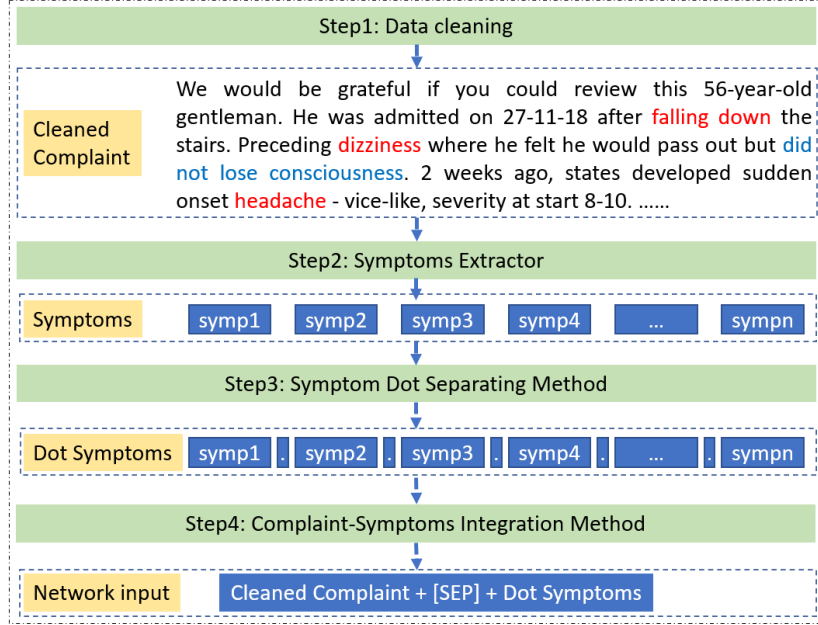 Step1: Data cleaning
Cleaned
Complaint
We would be grateful if you could review this 56-year-old
gentleman. He was admitted on 27-11-18 after falling down the
stairs. Preceding dizziness where he felt he would pass out but did
not lose consciousness. 2 weeks ago, states developed sudden
onset headache - vice-like, severity at start 8-10. ......
Step2: Symptoms Extractor
Symptoms symp1 symp2 symp3 symp4 ... sympn
Step3: Symptom Dot Separating Method
Dot Symptoms symp1 . symp2 . symp3 . symp4 . ... . sympn
Step4: Complaint-Symptoms Integration Method
Network input Cleaned Complaint + [SEP] + Dot Symptoms